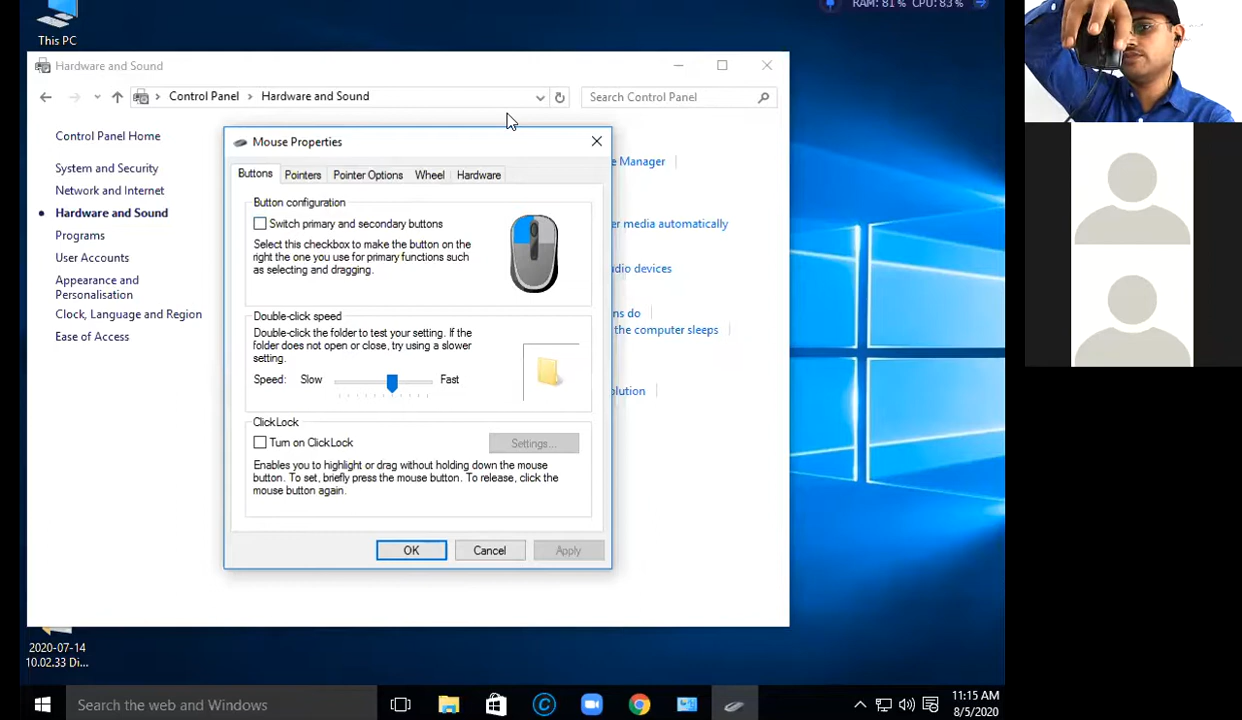 RAM: 81% CPU: 83%
This PC
Hardware and Sound
Control Panel
Hardware and Sound
Search Control Panel
Control Panel Home
System and Security
Network and Internet
Hardware and Sound
Programs
User Accounts
Appearance and
Personalisation
Clock, Language and Region
Ease of Access
Manager
er media automatically
dio devices
ns do
the computer sleeps
olution
Mouse Properties
Buttons
Pointers
Pointer Options
Wheel
Hardware
Button configuration
Switch primary and secondary buttons
Select this checkbox to make the button on the
right the one you use for primary functions such
as selecting and dragging.
Double-click speed
Double-click the folder to test your setting. If the
folder does not open or close, try using a slower
setting.
Speed: Slow Fast
ClickLock
Turn on ClickLock
Settings...
Enables you to highlight or drag without holding down the mouse
button. To set, briefly press the mouse button. To release, click the
mouse button again.
OK
Cancel
Apply
2020-07-14
10.02.33 Di...
Search the web and Windows
11:15 AM
8/5/2020